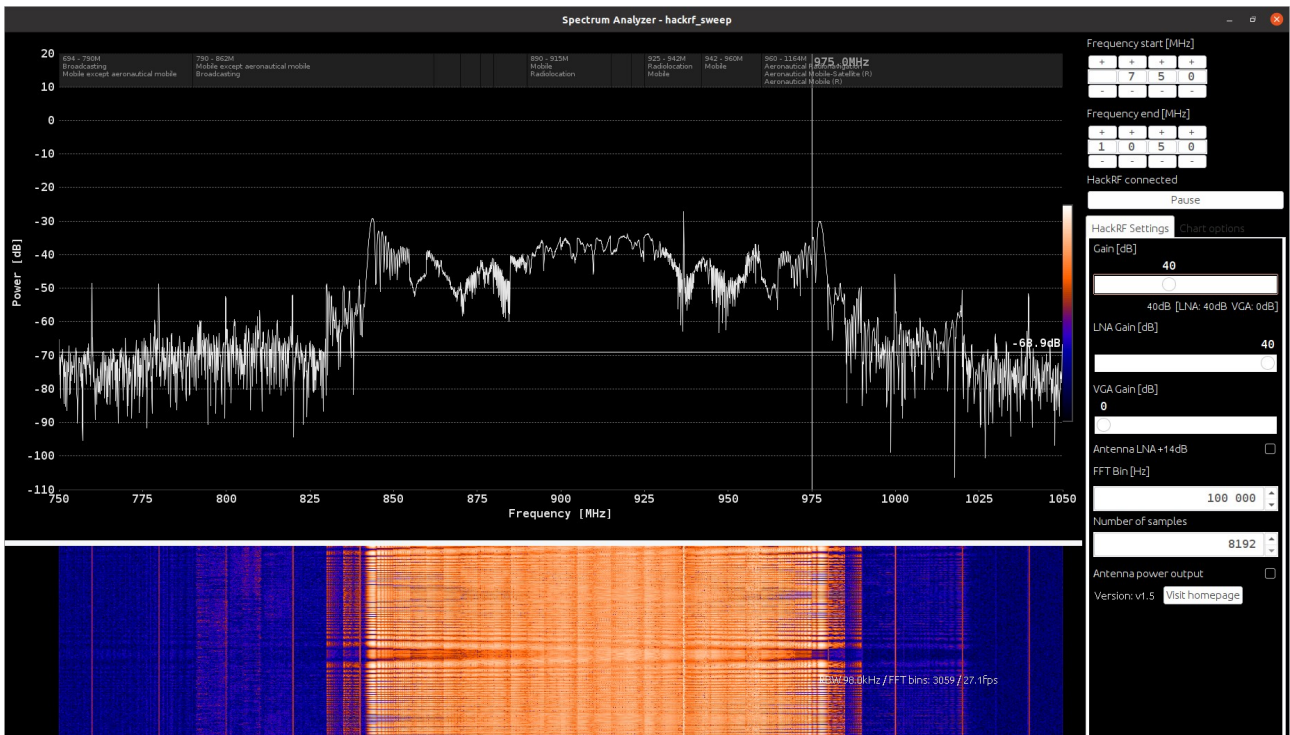 Spectrum Analyzer - hackrf_sweep
Frequency start [MHz]
+ + + +
7 5 0
- - - -
Frequency end [MHz]
+ + + +
1 0 5 0
- - - -
HackRF connected
Pause
HackRF Settings Chart options
Gain [dB]
40
40dB [LNA: 40dB VGA: 0dB]
LNA Gain [dB]
40
VGA Gain [dB]
0
Antenna LNA +14dB
FFT Bin [Hz]
100 000
Number of samples
8192
Antenna power output
Version: v1.5 Visit homepage
694 - 790M
Broadcasting
Mobile except aeronautical mobile
790 - 862M
Mobile except aeronautical mobile
Broadcasting
890 - 915M
Mobile
Radiolocation
925 - 942M
Radiolocation
Mobile
942 - 960M
Mobile
960 - 1164M
Aeronautical
Aeronautical Mobile-Satellite (R)
Aeronautical Mobile (R)
975.0MHz
Power [dB]
20
10
0
-10
-20
-30
-40
-50
-60
-70
-80
-90
-100
-110
-68.9dB
750 775 800 825 850 875 900 925 950 975 1000 1025 1050
Frequency [MHz]
RBW 98.0kHz / FFT bins: 3059 / 27.1fps